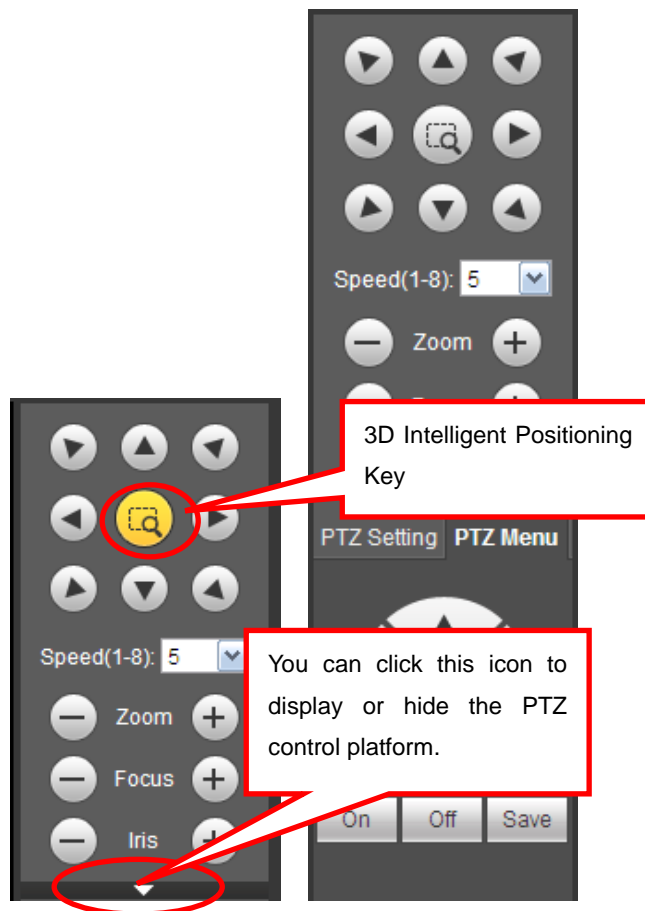 Speed(1-8): 5
Zoom
3D Intelligent Positioning
Key
PTZ Setting PTZ Menu
Speed(1-8): 5
You can click this icon to
display or hide the PTZ
control platform.
Zoom
Focus
Iris
On Off Save